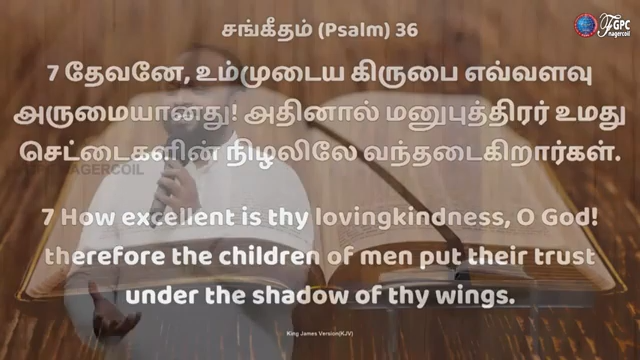 சங்கீதம் (Psalm) 36
GPC
nagercoil
7 தேவனே, உம்முடைய கிருபை எவ்வளவு
அருமையானது! அதினால் மனுபுத்திரர் உமது
செட்டைகளின் நிழலிலே வந்தடைகிறார்கள்.
NAGERCOIL
7 How excellent is thy lovingkindness, O God!
therefore the children of men put their trust
under the shadow of thy wings.
King James Version(KJV)